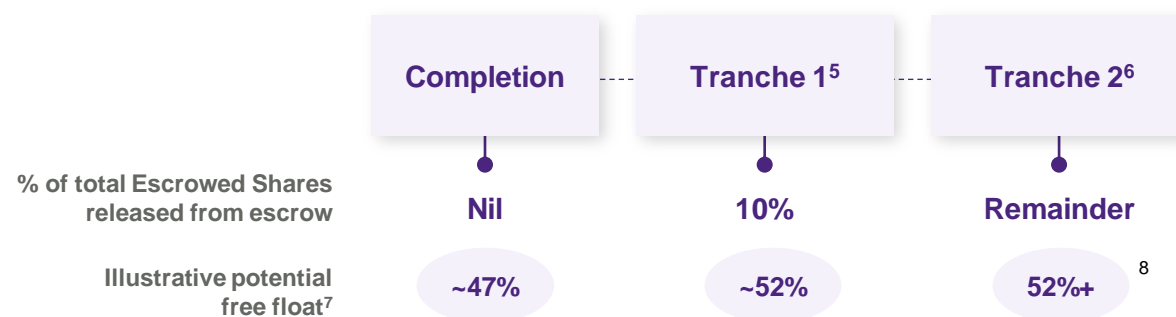 Completion Tranche 1⁵ Tranche 2⁶
% of total Escrowed Shares
released from escrow
Nil 10% Remainder
Illustrative potential
free float⁷
~47% ~52% 52%+ 8